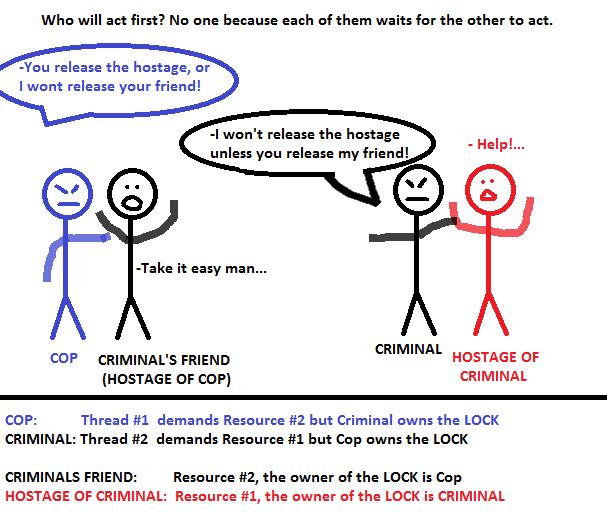 Who will act first? No one because each of them waits for the other to act.
-You release the hostage, or
I wont release your friend!
-I won't release the hostage
unless you release my friend!
- Help!...
-Take it easy man...
COP
CRIMINAL'S FRIEND
(HOSTAGE OF COP)
CRIMINAL
HOSTAGE OF
CRIMINAL
COP: Thread #1 demands Resource #2 but Criminal owns the LOCK
CRIMINAL: Thread #2 demands Resource #1 but Cop owns the LOCK
CRIMINALS FRIEND: Resource #2, the owner of the LOCK is Cop
HOSTAGE OF CRIMINAL: Resource #1, the owner of the LOCK is CRIMINAL